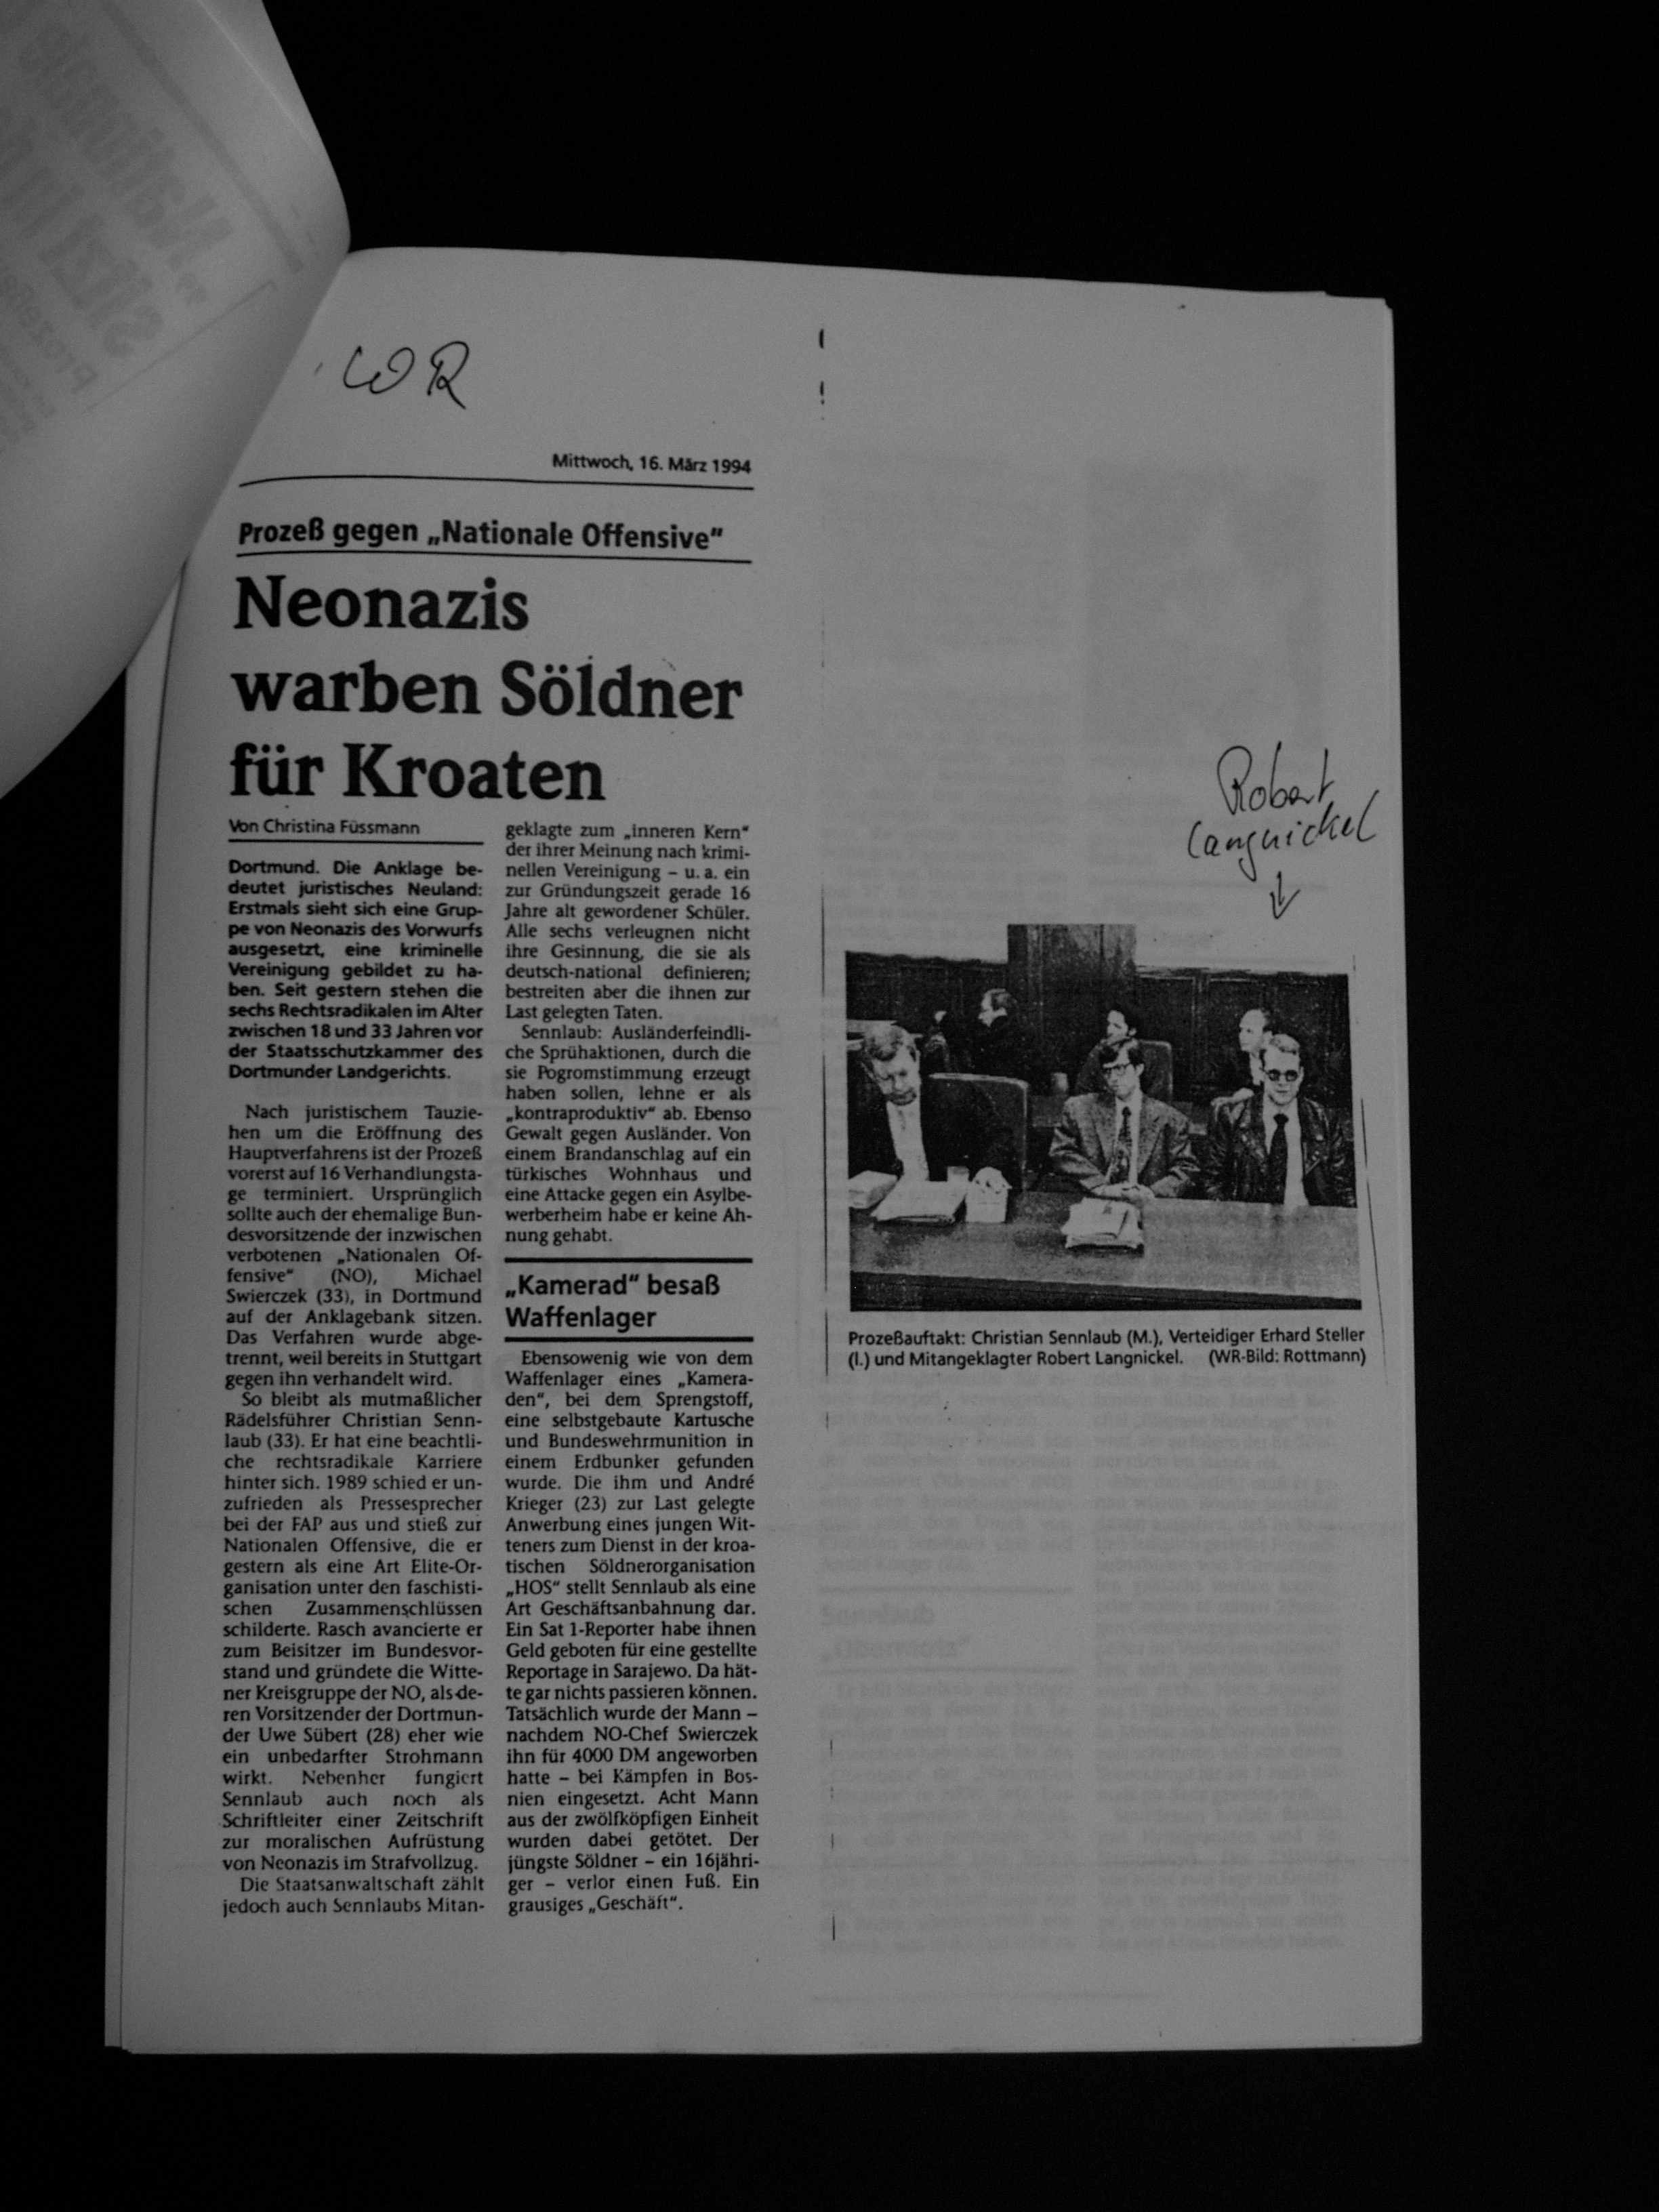 WR
Mittwoch, 16. März 1994
Prozeß gegen „Nationale Offensive“
Neonazis
warben Söldner
für Kroaten
Von Christina Füssmann
Dortmund. Die Anklage be-
deutet juristisches Neuland:
Erstmals sieht sich eine Grup-
pe von Neonazis des Vorwurfs
ausgesetzt, eine kriminelle
Vereinigung gebildet zu ha-
ben. Seit gestern stehen die
sechs Rechtsradikalen im Alter
zwischen 18 und 33 Jahren vor
der Staatsschutzkammer des
Dortmunder Landgerichts.
Nach juristischem Tauzie-
hen um die Eröffnung des
Hauptverfahrens ist der Prozeß
vorerst auf 16 Verhandlungsta-
ge terminiert. Ursprünglich
sollte auch der ehemalige Bun-
desvorsitzende der inzwischen
verbotenen „Nationalen Of-
fensive“ (NO), Michael
Swierczek (33), in Dortmund
auf der Anklagebank sitzen.
Das Verfahren wurde abge-
trennt, weil bereits in Stuttgart
gegen ihn verhandelt wird.
So bleibt als mutmaßlicher
Rädelsführer Christian Senn-
laub (33). Er hat eine beachtli-
che rechtsradikale Karriere
hinter sich. 1989 schied er un-
zufrieden als Pressesprecher
bei der FAP aus und stieß zur
Nationalen Offensive, die er
gestern als eine Art Elite-Or-
ganisation unter den faschisti-
schen Zusammenschlüssen
schilderte. Rasch avancierte er
zum Beisitzer im Bundesvor-
stand und gründete die Witte-
ner Kreisgruppe der NO, als de-
ren Vorsitzender der Dortmun-
der Uwe Sübert (28) eher wie
ein unbedarfter Strohmann
wirkt. Nebenher fungiert
Sennlaub auch noch als
Schriftleiter einer Zeitschrift
zur moralischen Aufrüstung
von Neonazis im Strafvollzug.
Die Staatsanwaltschaft zählt
jedoch auch Sennlaubs Mitan-
geklagte zum „inneren Kern“
der ihrer Meinung nach krimi-
nellen Vereinigung – u. a. ein
zur Gründungszeit gerade 16
Jahre alt gewordener Schüler.
Alle sechs verleugnen nicht
ihre Gesinnung, die sie als
deutsch-national definieren;
bestreiten aber die ihnen zur
Last gelegten Taten.
Sennlaub: Ausländerfeindli-
che Sprühaktionen, durch die
sie Pogromstimmung erzeugt
haben sollen, lehne er als
„kontraproduktiv“ ab. Ebenso
Gewalt gegen Ausländer. Von
einem Brandanschlag auf ein
türkisches Wohnhaus und
eine Attacke gegen ein Asylbe-
werberheim habe er keine Ah-
nung gehabt.
„Kamerad“ besaß
Waffenlager
Ebensowenig wie von dem
Waffenlager eines „Kamera-
den“, bei dem Sprengstoff,
eine selbstgebaute Kartusche
und Bundeswehrmunition in
einem Erdbunker gefunden
wurde. Die ihm und André
Krieger (23) zur Last gelegte
Anwerbung eines jungen Wit-
teners zum Dienst in der kroa-
tischen Söldnerorganisation
„HOS“ stellt Sennlaub als eine
Art Geschäftsanbahnung dar.
Ein Sat 1-Reporter habe ihnen
Geld geboten für eine gestellte
Reportage in Sarajewo. Da hät-
te gar nichts passieren können.
Tatsächlich wurde der Mann –
nachdem NO-Chef Swierczek
ihn für 4000 DM angeworben
hatte – bei Kämpfen in Bos-
nien eingesetzt. Acht Mann
aus der zwölfköpfigen Einheit
wurden dabei getötet. Der
jüngste Söldner – ein 16jähri-
ger – verlor einen Fuß. Ein
grausiges „Geschäft“.
Robert
Langnickel
Prozeßauftakt: Christian Sennlaub (M.), Verteidiger Erhard Steller
(l.) und Mitangeklagter Robert Langnickel. (WR-Bild: Rottmann)